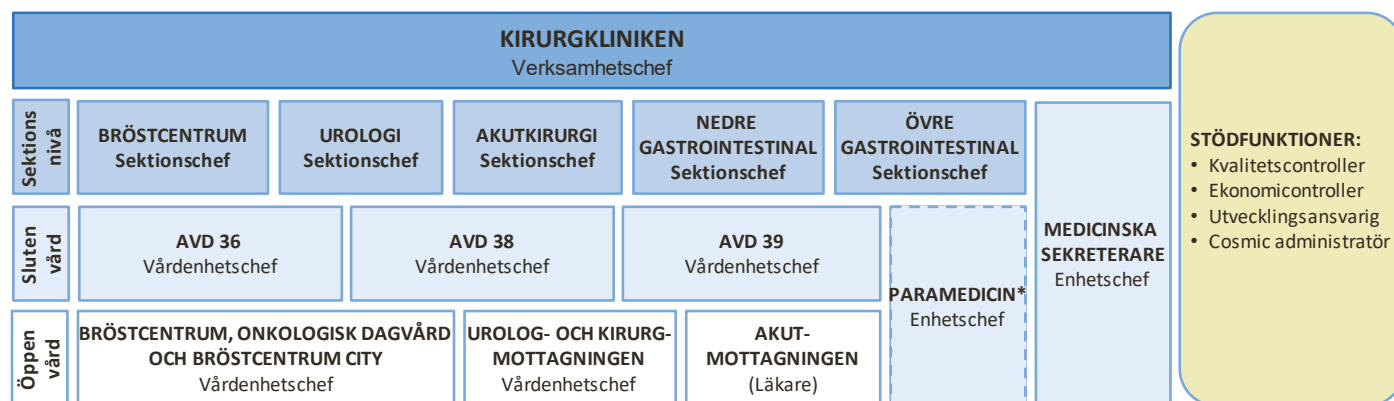 KIRURGKLINIKEN
Verksamhetschef
Sektions
nivå
BRÖSTCENTRUM
Sektionschef
UROLOGI
Sektionschef
AKUTKIRURGI
Sektionschef
NEDRE
GASTROINTESTINAL
Sektionschef
ÖVRE
GASTROINTESTINAL
Sektionschef
Sluten
vård
AVD 36
Vårdenhetschef
AVD 38
Vårdenhetschef
AVD 39
Vårdenhetschef
PARAMEDICIN*
Enhetschef
MEDICINSKA
SEKRETERARE
Enhetschef
Öppen
vård
BRÖSTCENTRUM, ONKOLOGISK DAGVÅRD
OCH BRÖSTCENTRUM CITY
Vårdenhetschef
UROLOG- OCH KIRURG-
MOTTAGNINGEN
Vårdenhetschef
AKUT-
MOTTAGNINGEN
(Läkare)
STÖDFUNKTIONER:
• Kvalitetscontroller
• Ekonomicontroller
• Utvecklingsansvarig
• Cosmic administratör